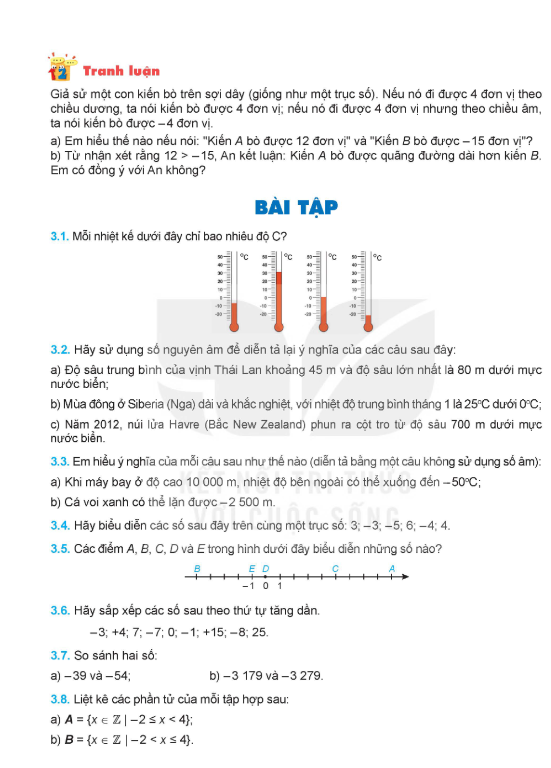 Tranh luận
Giả sử một con kiến bò trên sợi dây (giống như một trục số). Nếu nó đi được 4 đơn vị theo
chiều dương, ta nói kiến bò được 4 đơn vị; nếu nó đi được 4 đơn vị nhưng theo chiều âm,
ta nói kiến bò được –4 đơn vị.
a) Em hiểu thế nào nếu nói: "Kiến A bò được 12 đơn vị" và "Kiến B bò được –15 đơn vị"?
b) Từ nhận xét rằng 12 > –15, An kết luận: Kiến A bò được quãng đường dài hơn kiến B.
Em có đồng ý với An không?
BÀI TẬP
3.1. Mỗi nhiệt kế dưới đây chỉ bao nhiêu độ C?
50 ºC 50 ºC 50 ºC 50 ºC
40 40 40 40
30 30 30 30
20 20 20 20
10 10 10 10
0 0 0 0
-10 -10 -10 -10
-20 -20 -20 -20
3.2. Hãy sử dụng số nguyên âm để diễn tả lại ý nghĩa của các câu sau đây:
a) Độ sâu trung bình của vịnh Thái Lan khoảng 45 m và độ sâu lớn nhất là 80 m dưới mực
nước biển;
b) Mùa đông ở Siberia (Nga) dài và khắc nghiệt, với nhiệt độ trung bình tháng 1 là 25ºC dưới 0ºC;
c) Năm 2012, núi lửa Havre (Bắc New Zealand) phun ra cột tro từ độ sâu 700 m dưới mực
nước biển.
3.3. Em hiểu ý nghĩa của mỗi câu sau như thế nào (diễn tả bằng một câu không sử dụng số âm):
a) Khi máy bay ở độ cao 10 000 m, nhiệt độ bên ngoài có thể xuống đến –50ºC;
b) Cá voi xanh có thể lặn được –2 500 m.
KẾT NỐI TRI THỨC
VỚI CUỘC SỐNG
3.4. Hãy biểu diễn các số sau đây trên cùng một trục số: 3; –3; –5; 6; –4; 4.
3.5. Các điểm A, B, C, D và E trong hình dưới đây biểu diễn những số nào?
B E D C A
–1 0 1
3.6. Hãy sắp xếp các số sau theo thứ tự tăng dần.
–3; +4; 7; –7; 0; –1; +15; –8; 25.
3.7. So sánh hai số:
a) –39 và –54; b) –3 179 và –3 279.
3.8. Liệt kê các phần tử của mỗi tập hợp sau:
a) A = {x ∈ ℤ | –2 ≤ x < 4};
b) B = {x ∈ ℤ | –2 < x ≤ 4}.